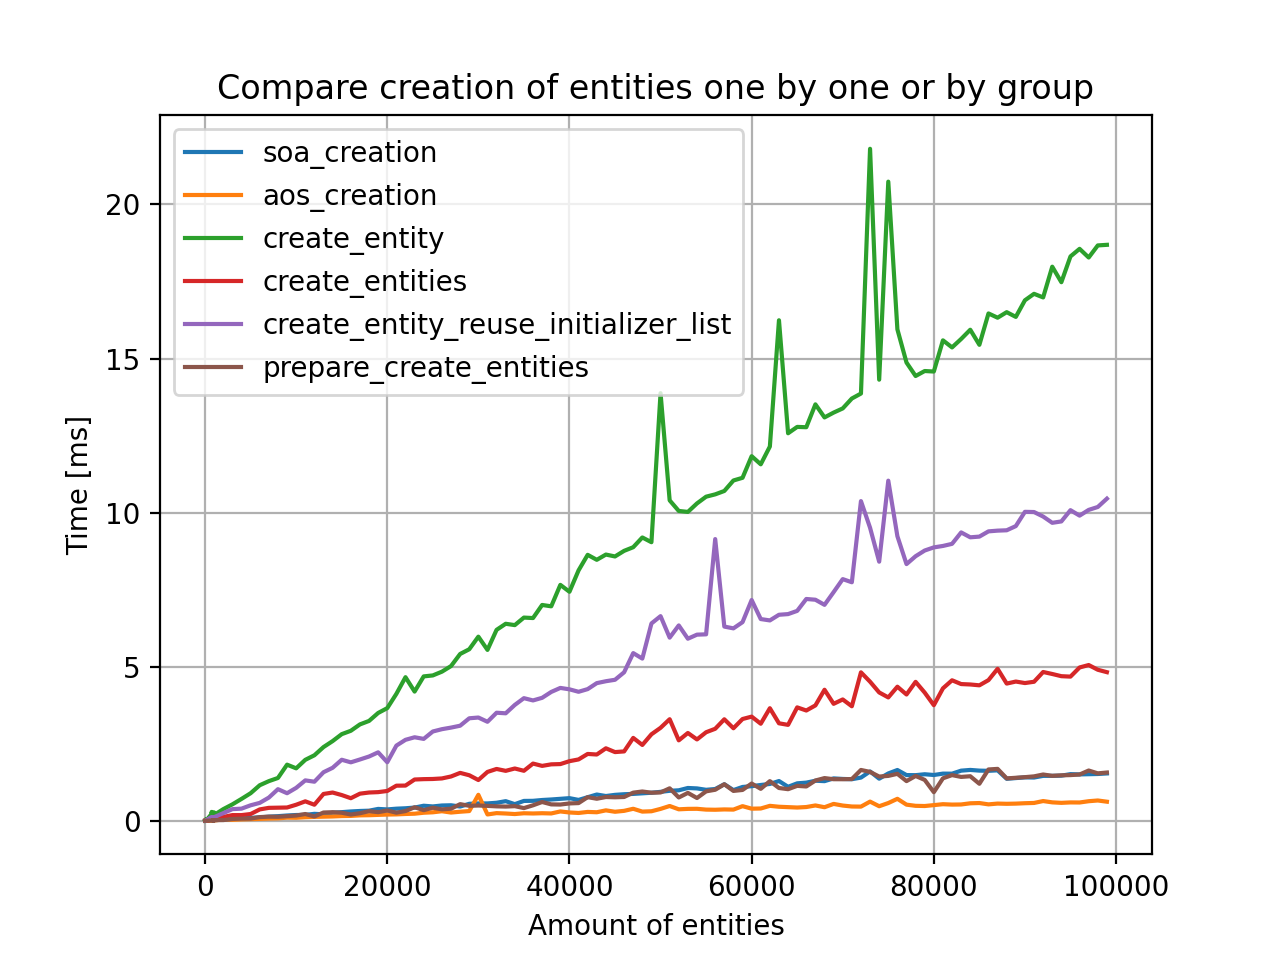 Compare creation of entities one by one or by group
soa_creation
aos_creation
create_entity
create_entities
create_entity_reuse_initializer_list
prepare_create_entities
20
15
10
5
0
Time [ms]
0 20000 40000 60000 80000 100000
Amount of entities